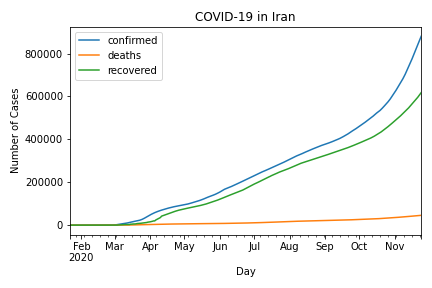 COVID-19 in Iran
confirmed
deaths
recovered
Number of Cases
800000
600000
400000
200000
0
Feb Mar Apr May Jun Jul Aug Sep Oct Nov
2020
Day